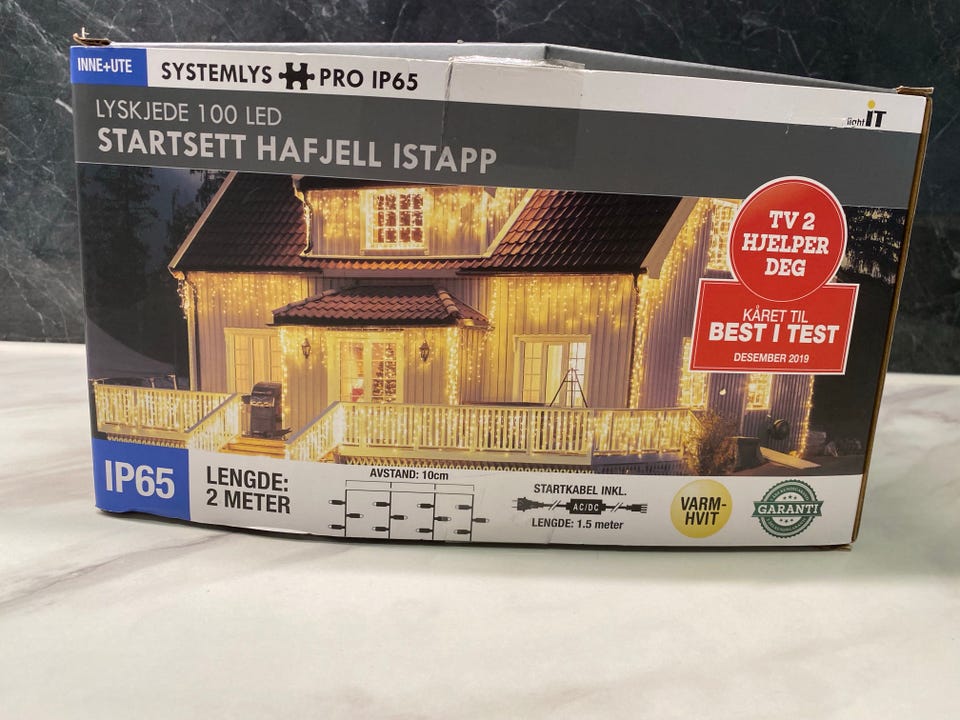 INNE+UTE
SYSTEMLYS PRO IP65
LYSKJEDE 100 LED
STARTSETT HAFJELL ISTAPP
light iT
TV 2
HJELPER
DEG
KÅRET TIL
BEST I TEST
DESEMBER 2019
IP65
LENGDE:
2 METER
AVSTAND: 10cm
STARTKABEL INKL.
AC/DC
LENGDE: 1.5 meter
VARM-
HVIT
GARANTI